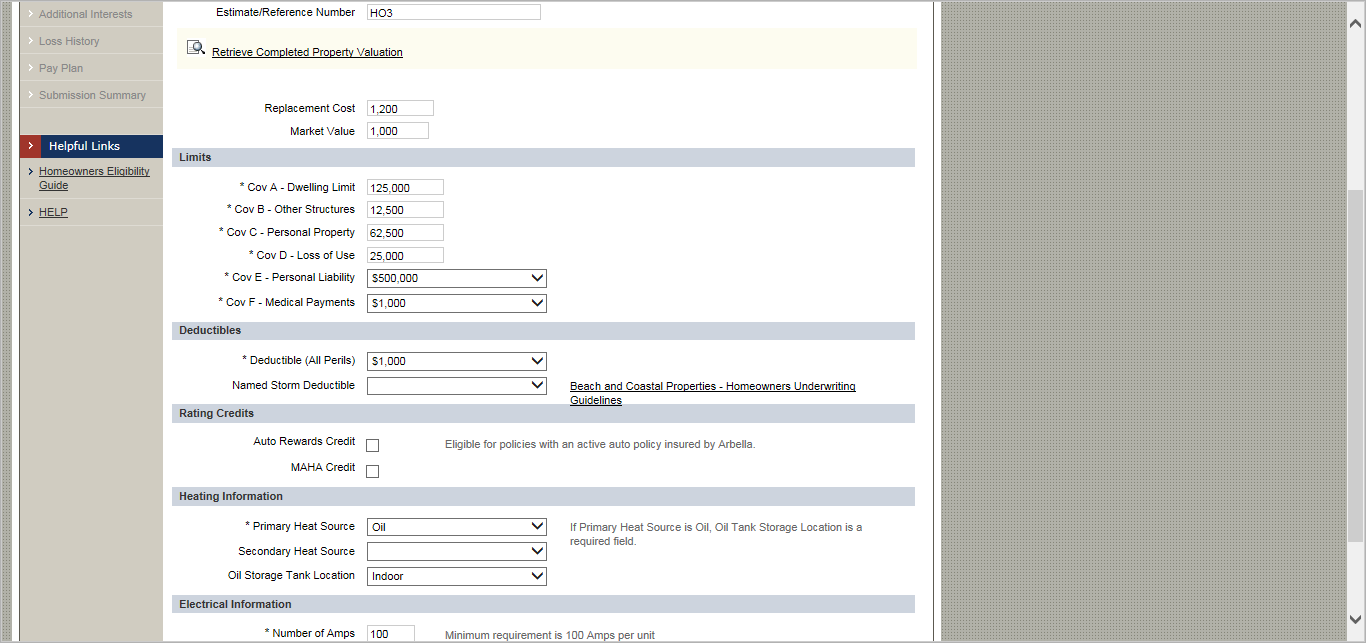 Additional Interests
Loss History
Pay Plan
Submission Summary
Helpful Links
Homeowners Eligibility
Guide
HELP
Estimate/Reference Number HO3
Retrieve Completed Property Valuation
Replacement Cost 1,200
Market Value 1,000
Limits
* Cov A - Dwelling Limit 125,000
* Cov B - Other Structures 12,500
* Cov C - Personal Property 62,500
* Cov D - Loss of Use 25,000
* Cov E - Personal Liability $500,000
* Cov F - Medical Payments $1,000
Deductibles
* Deductible (All Perils) $1,000
Named Storm Deductible
Beach and Coastal Properties - Homeowners Underwriting
Guidelines
Rating Credits
Auto Rewards Credit Eligible for policies with an active auto policy insured by Arbella.
MAHA Credit
Heating Information
* Primary Heat Source Oil If Primary Heat Source is Oil, Oil Tank Storage Location is a
required field.
Secondary Heat Source
Oil Storage Tank Location Indoor
Electrical Information
* Number of Amps 100 Minimum requirement is 100 Amps per unit